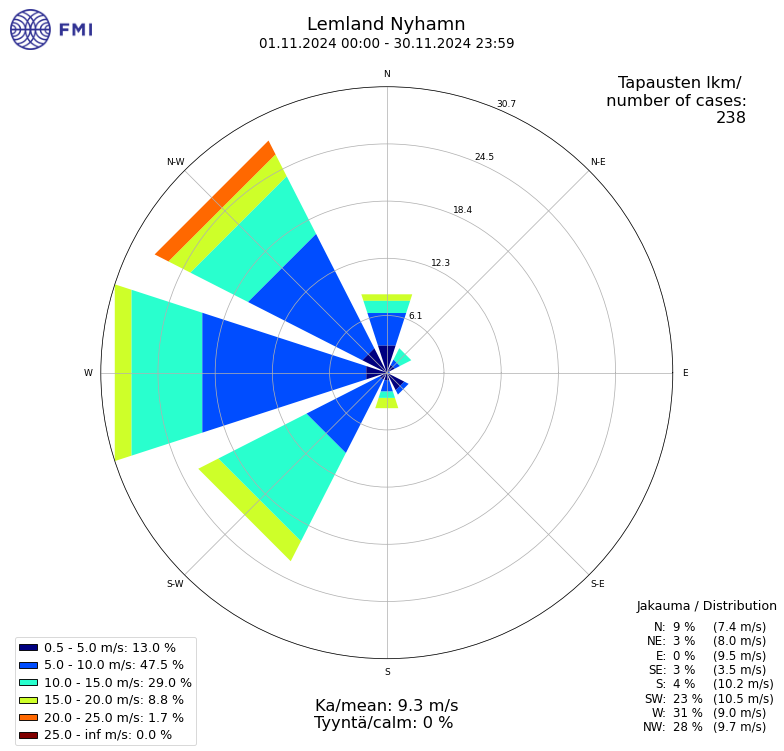 FMI
Lemland Nyhamn
01.11.2024 00:00 - 30.11.2024 23:59
Tapausten lkm/
number of cases:
238
N
N-E
E
S-E
S
S-W
W
N-W
30.7
24.5
18.4
12.3
6.1
0.5 - 5.0 m/s: 13.0 %
5.0 - 10.0 m/s: 47.5 %
10.0 - 15.0 m/s: 29.0 %
15.0 - 20.0 m/s: 8.8 %
20.0 - 25.0 m/s: 1.7 %
25.0 - inf m/s: 0.0 %
Ka/mean: 9.3 m/s
Tyyntä/calm: 0 %
Jakauma / Distribution
N: 9 % (7.4 m/s)
NE: 3 % (8.0 m/s)
E: 0 % (9.5 m/s)
SE: 3 % (3.5 m/s)
S: 4 % (10.2 m/s)
SW: 23 % (10.5 m/s)
W: 31 % (9.0 m/s)
NW: 28 % (9.7 m/s)